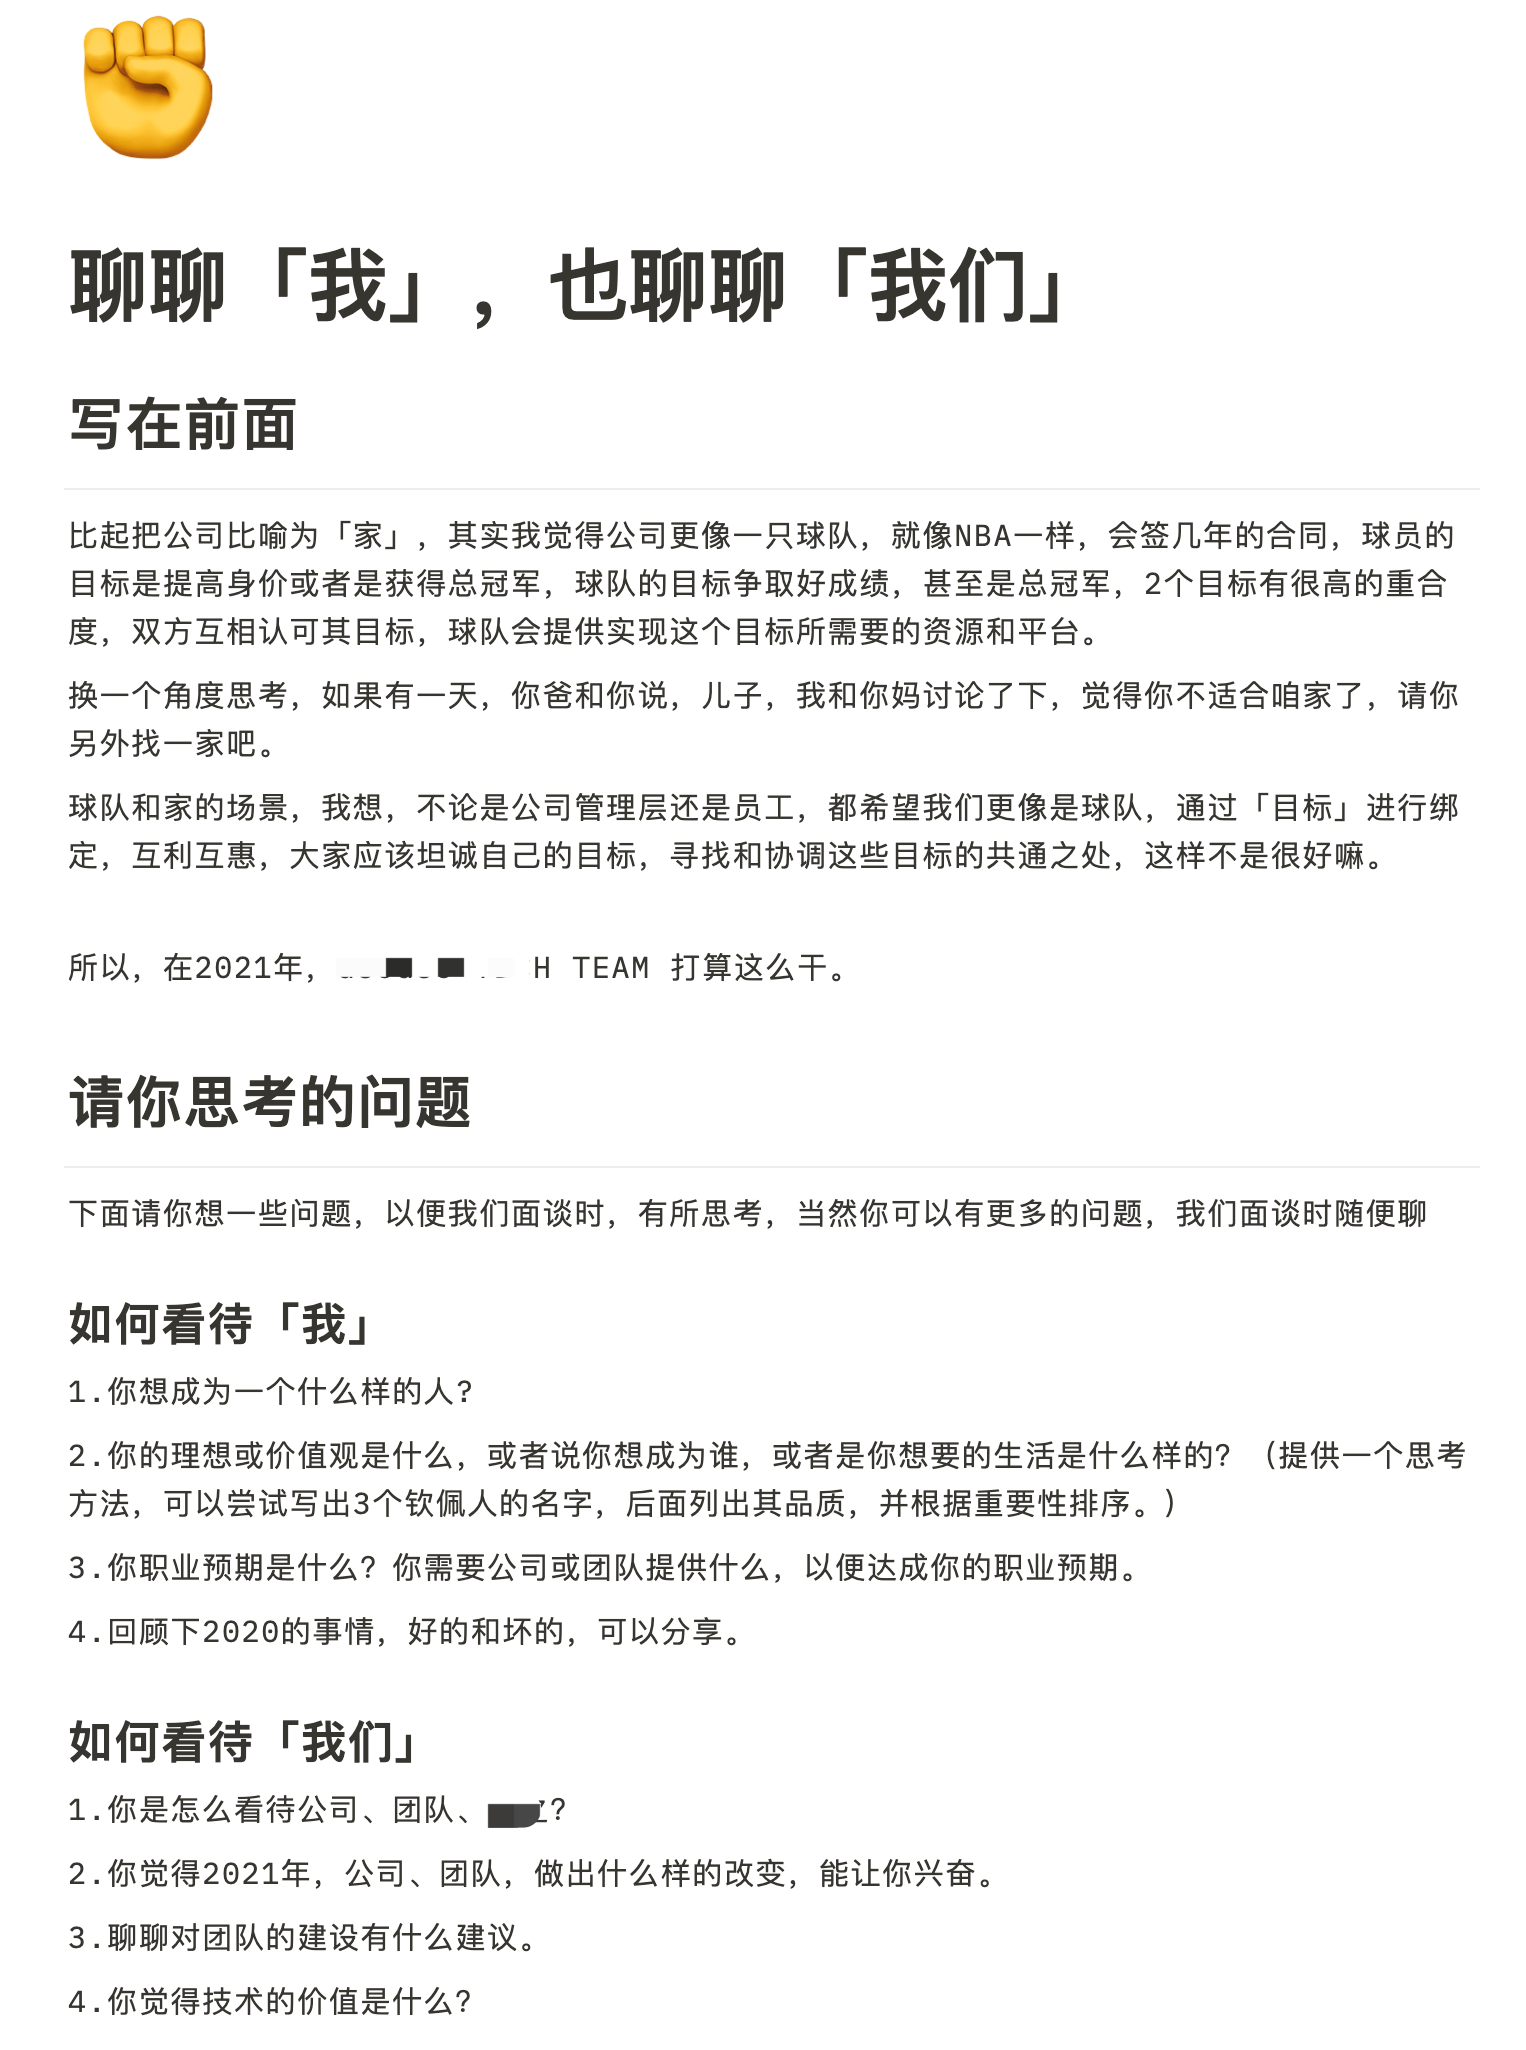 聊聊「我」，也聊聊「我们」
写在前面
比起把公司比喻为「家」，其实我觉得公司更像一只球队，就像NBA一样，会签几年的合同，球员的
目标是提高身价或者是获得总冠军，球队的目标争取好成绩，甚至是总冠军，2个目标有很高的重合
度，双方互相认可其目标，球队会提供实现这个目标所需要的资源和平台。
换一个角度思考，如果有一天，你爸和你说，儿子，我和你妈讨论了下，觉得你不适合咱家了，请你
另外找一家吧。
球队和家的场景，我想，不论是公司管理层还是员工，都希望我们更像是球队，通过「目标」进行绑
定，互利互惠，大家应该坦诚自己的目标，寻找和协调这些目标的共通之处，这样不是很好嘛。
所以，在2021年， H TEAM 打算这么干。
请你思考的问题
下面请你想一些问题，以便我们面谈时，有所思考，当然你可以有更多的问题，我们面谈时随便聊
如何看待「我」
1.你想成为一个什么样的人？
2.你的理想或价值观是什么，或者说你想成为谁，或者是你想要的生活是什么样的？（提供一个思考
方法，可以尝试写出3个钦佩人的名字，后面列出其品质，并根据重要性排序。）
3.你职业预期是什么？你需要公司或团队提供什么，以便达成你的职业预期。
4.回顾下2020的事情，好的和坏的，可以分享。
如何看待「我们」
1.你是怎么看待公司、团队、？
2.你觉得2021年，公司、团队，做出什么样的改变，能让你兴奋。
3.聊聊对团队的建设有什么建议。
4.你觉得技术的价值是什么？